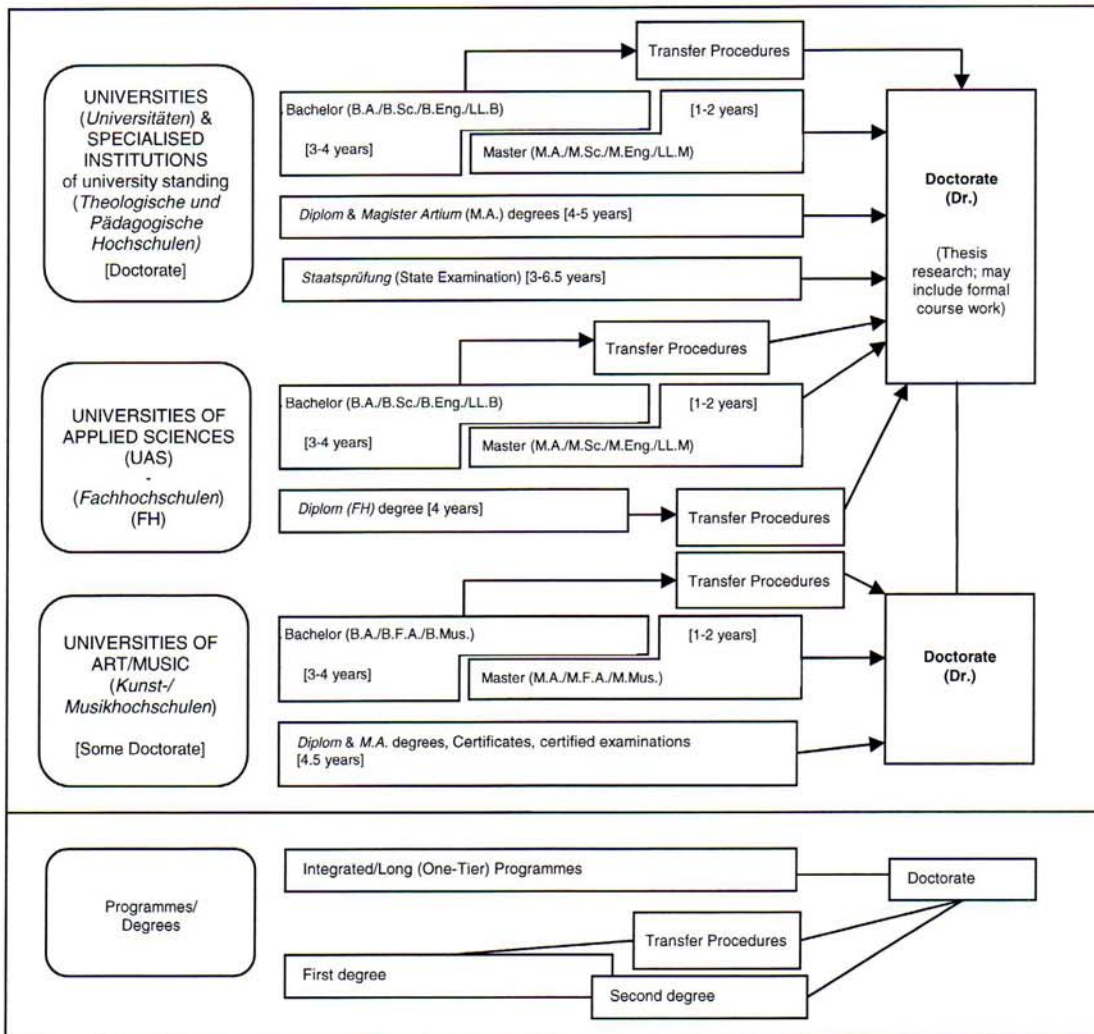 Transfer Procedures
UNIVERSITIES
(Universitäten) &
SPECIALISED
INSTITUTIONS
of university standing
(Theologische und
Pädagogische
Hochschulen)
[Doctorate]
Bachelor (B.A./B.Sc./B.Eng./LL.B)
[3-4 years]
[1-2 years]
Master (M.A./M.Sc./M.Eng./LL.M)
Diplom & Magister Artium (M.A.) degrees [4-5 years]
Staatsprüfung (State Examination) [3-6.5 years]
Doctorate
(Dr.)
(Thesis
research; may
include formal
course work)
Transfer Procedures
UNIVERSITIES OF
APPLIED SCIENCES
(UAS)
-
(Fachhochschulen)
(FH)
Bachelor (B.A./B.Sc./B.Eng./LL.B)
[3-4 years]
[1-2 years]
Master (M.A./M.Sc./M.Eng./LL.M)
Diplom (FH) degree [4 years]
Transfer Procedures
Transfer Procedures
UNIVERSITIES OF
ART/MUSIC
(Kunst-/
Musikhochschulen)
[Some Doctorate]
Bachelor (B.A./B.F.A./B.Mus.)
[3-4 years]
[1-2 years]
Master (M.A./M.F.A./M.Mus.)
Diplom & M.A. degrees, Certificates, certified examinations
[4.5 years]
Doctorate
(Dr.)
Programmes/
Degrees
Integrated/Long (One-Tier) Programmes
Doctorate
Transfer Procedures
First degree
Second degree